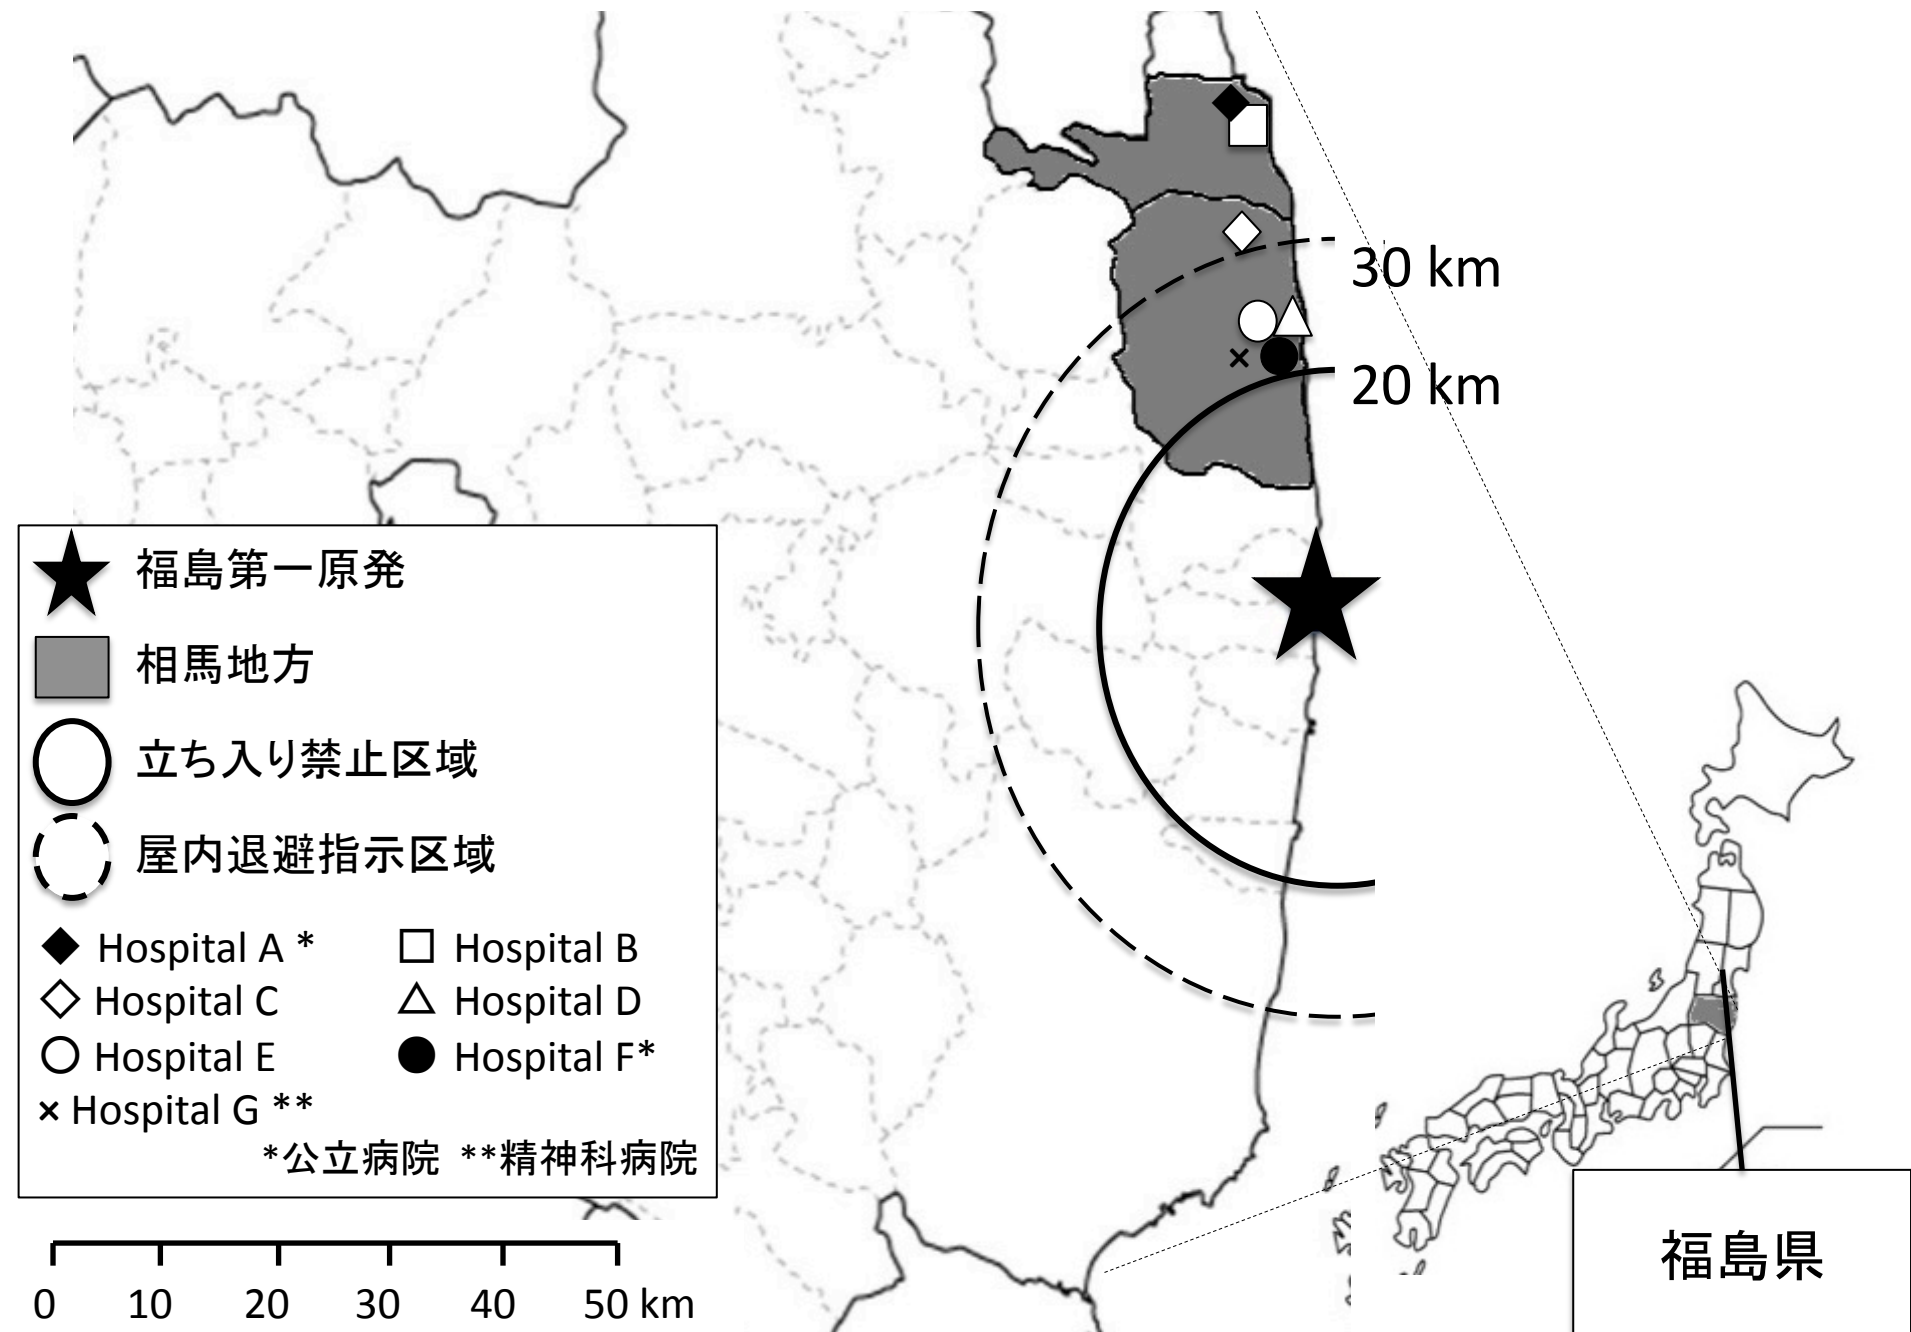 30 km
20 km
福島第一原発
相馬地方
立ち入り禁止区域
屋内退避指示区域
Hospital A * Hospital B
Hospital C Hospital D
Hospital E Hospital F*
Hospital G **
*公立病院 **精神科病院
0 10 20 30 40 50 km
福島県